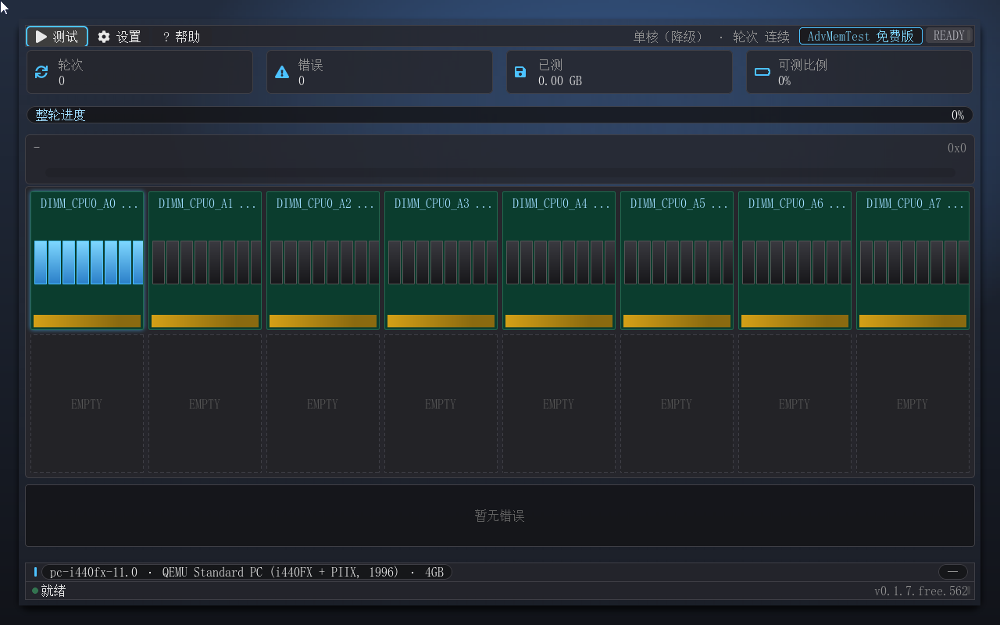 测试 设置 ? 帮助 单核（降级） · 轮次 连续 AdvMemTest 免费版 READY
轮次 错误 已测 可测比例
0 0 0.00 GB 0%
整轮进度 0%
– 0x0
DIMM_CPU0_A0 ... DIMM_CPU0_A1 ... DIMM_CPU0_A2 ... DIMM_CPU0_A3 ... DIMM_CPU0_A4 ... DIMM_CPU0_A5 ... DIMM_CPU0_A6 ... DIMM_CPU0_A7 ...
EMPTY EMPTY EMPTY EMPTY EMPTY EMPTY EMPTY EMPTY
暂无错误
pc-i440fx-11.0 · QEMU Standard PC (i440FX + PIIX, 1996) · 4GB —
就绪 v0.1.7.free.562